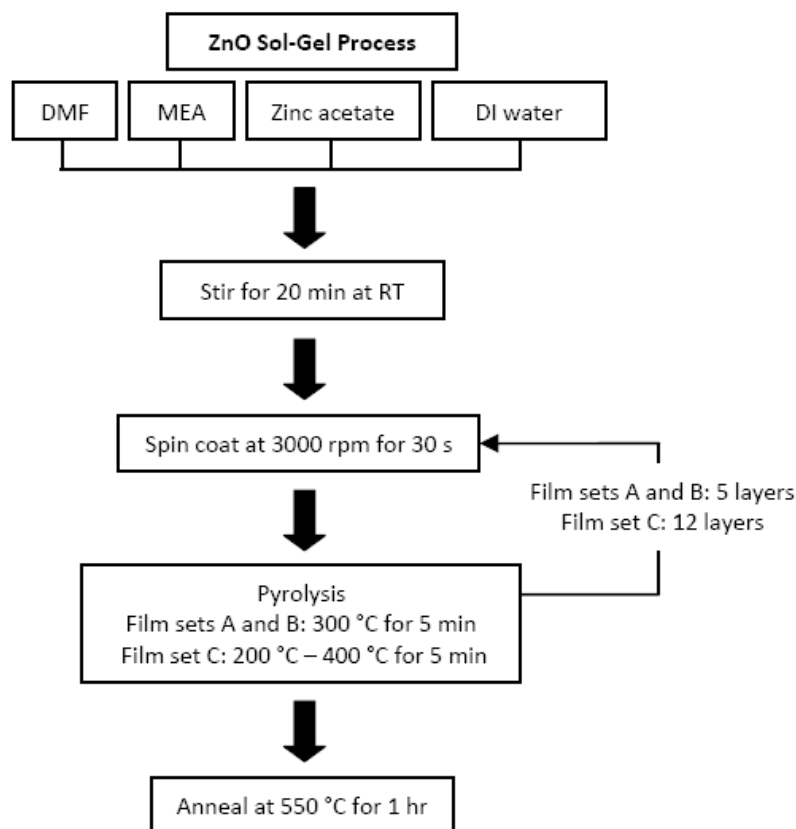 ZnO Sol-Gel Process
DMF
MEA
Zinc acetate
DI water
Stir for 20 min at RT
Spin coat at 3000 rpm for 30 s
Film sets A and B: 5 layers
Film set C: 12 layers
Pyrolysis
Film sets A and B: 300 °C for 5 min
Film set C: 200 °C – 400 °C for 5 min
Anneal at 550 °C for 1 hr